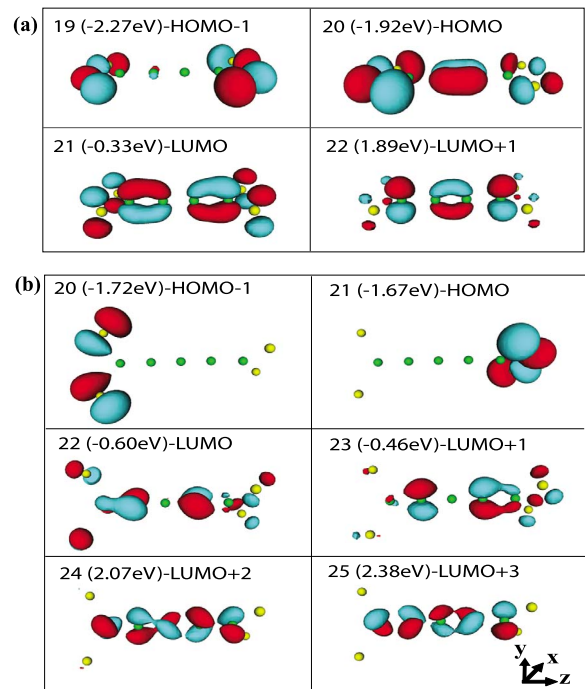 (a)
19 (-2.27eV)-HOMO-1
20 (-1.92eV)-HOMO
21 (-0.33eV)-LUMO
22 (1.89eV)-LUMO+1
(b)
20 (-1.72eV)-HOMO-1
21 (-1.67eV)-HOMO
22 (-0.60eV)-LUMO
23 (-0.46eV)-LUMO+1
24 (2.07eV)-LUMO+2
25 (2.38eV)-LUMO+3
y
x
z